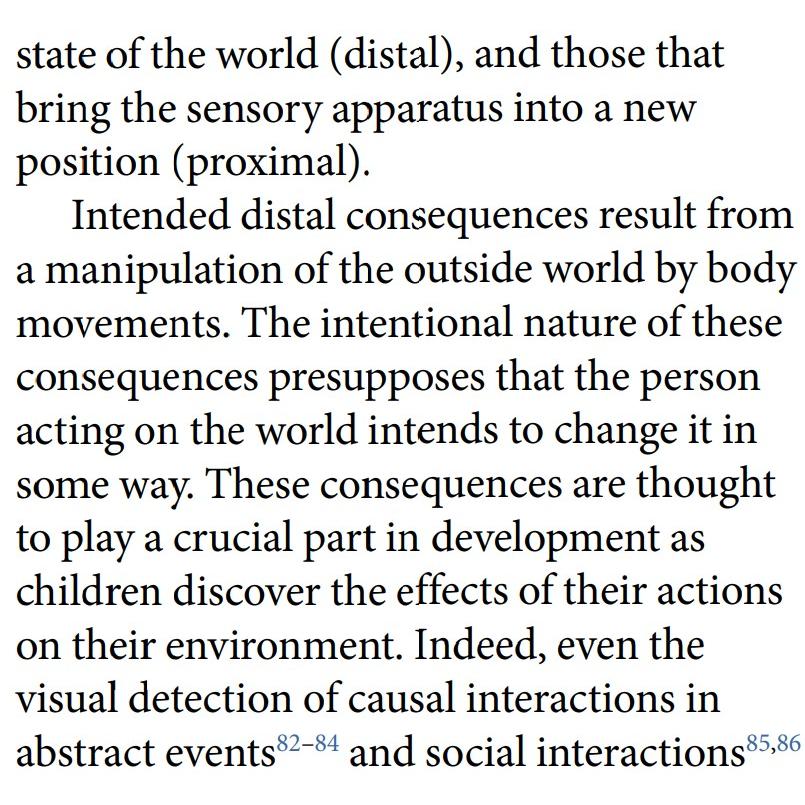 state of the world (distal), and those that
bring the sensory apparatus into a new
position (proximal).
Intended distal consequences result from
a manipulation of the outside world by body
movements. The intentional nature of these
consequences presupposes that the person
acting on the world intends to change it in
some way. These consequences are thought
to play a crucial part in development as
children discover the effects of their actions
on their environment. Indeed, even the
visual detection of causal interactions in
abstract events82–84 and social interactions85,86